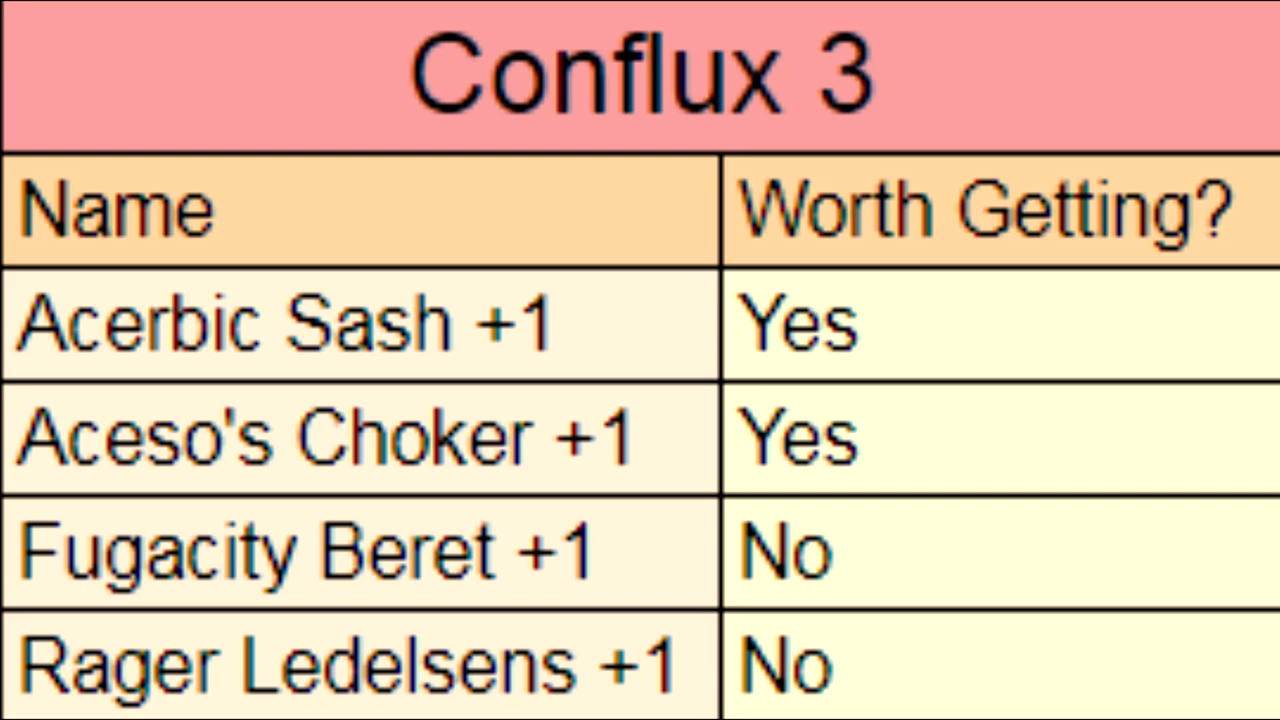 Conflux 3
Name Worth Getting?
Acerbic Sash +1 Yes
Aceso's Choker +1 Yes
Fugacity Beret +1 No
Rager Ledelsens +1 No